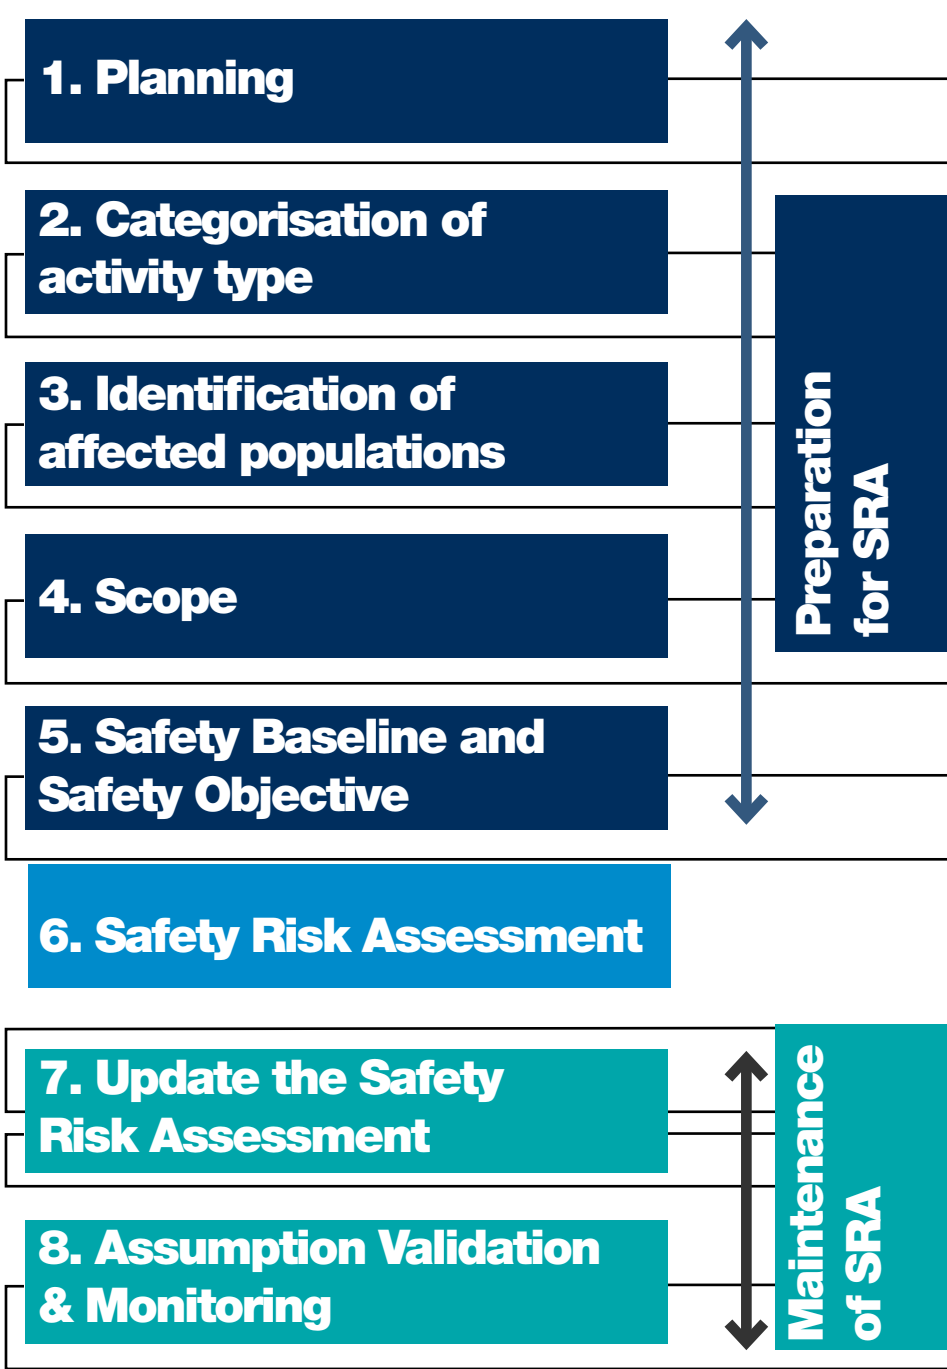 1. Planning
2. Categorisation of
activity type
3. Identification of
affected populations
4. Scope
5. Safety Baseline and
Safety Objective
Preparation
for SRA
6. Safety Risk Assessment
7. Update the Safety
Risk Assessment
8. Assumption Validation
& Monitoring
Maintenance
of SRA